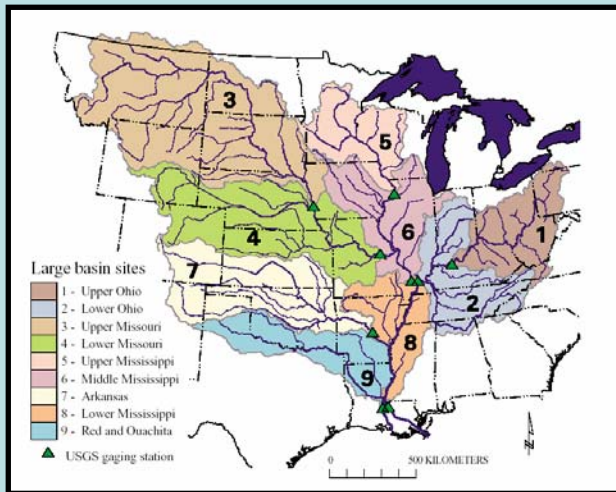 3
5
1
6
4
7
2
8
9
Large basin sites
1 - Upper Ohio
2 - Lower Ohio
3 - Upper Missouri
4 - Lower Missouri
5 - Upper Mississippi
6 - Middle Mississippi
7 - Arkansas
8 - Lower Mississippi
9 - Red and Ouachita
USGS gaging station
0 500 KILOMETERS
N